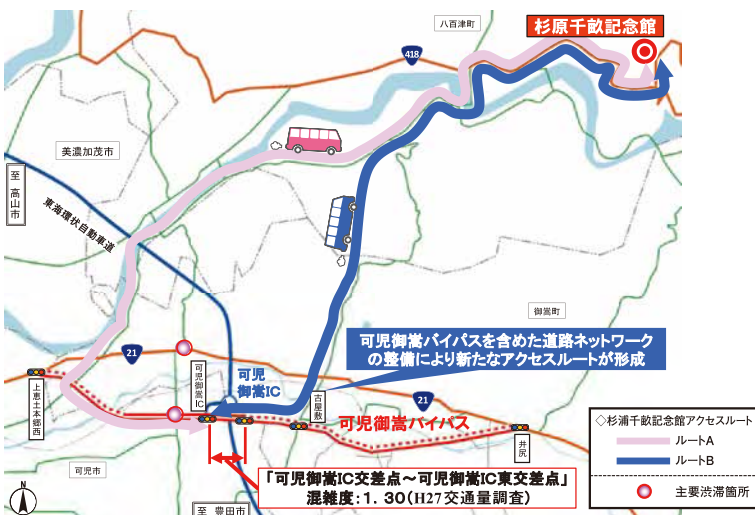 八百津町
杉原千畝記念館
418
美濃加茂市
至 高山市
東海環状自動車道
御嵩町
可児御嵩バイパスを含めた道路ネットワーク
の整備により新たなアクセスルートが形成
21
可児御嵩IC
可児
御嵩IC
上恵土本郷西
古屋敷
21
可児御嵩バイパス
井尻
可児市
「可児御嵩IC交差点～可児御嵩IC東交差点」
混雑度:1.30(H27交通量調査)
N
至 豊田市
◇杉浦千畝記念館アクセスルート
ルートA
ルートB
主要渋滞箇所